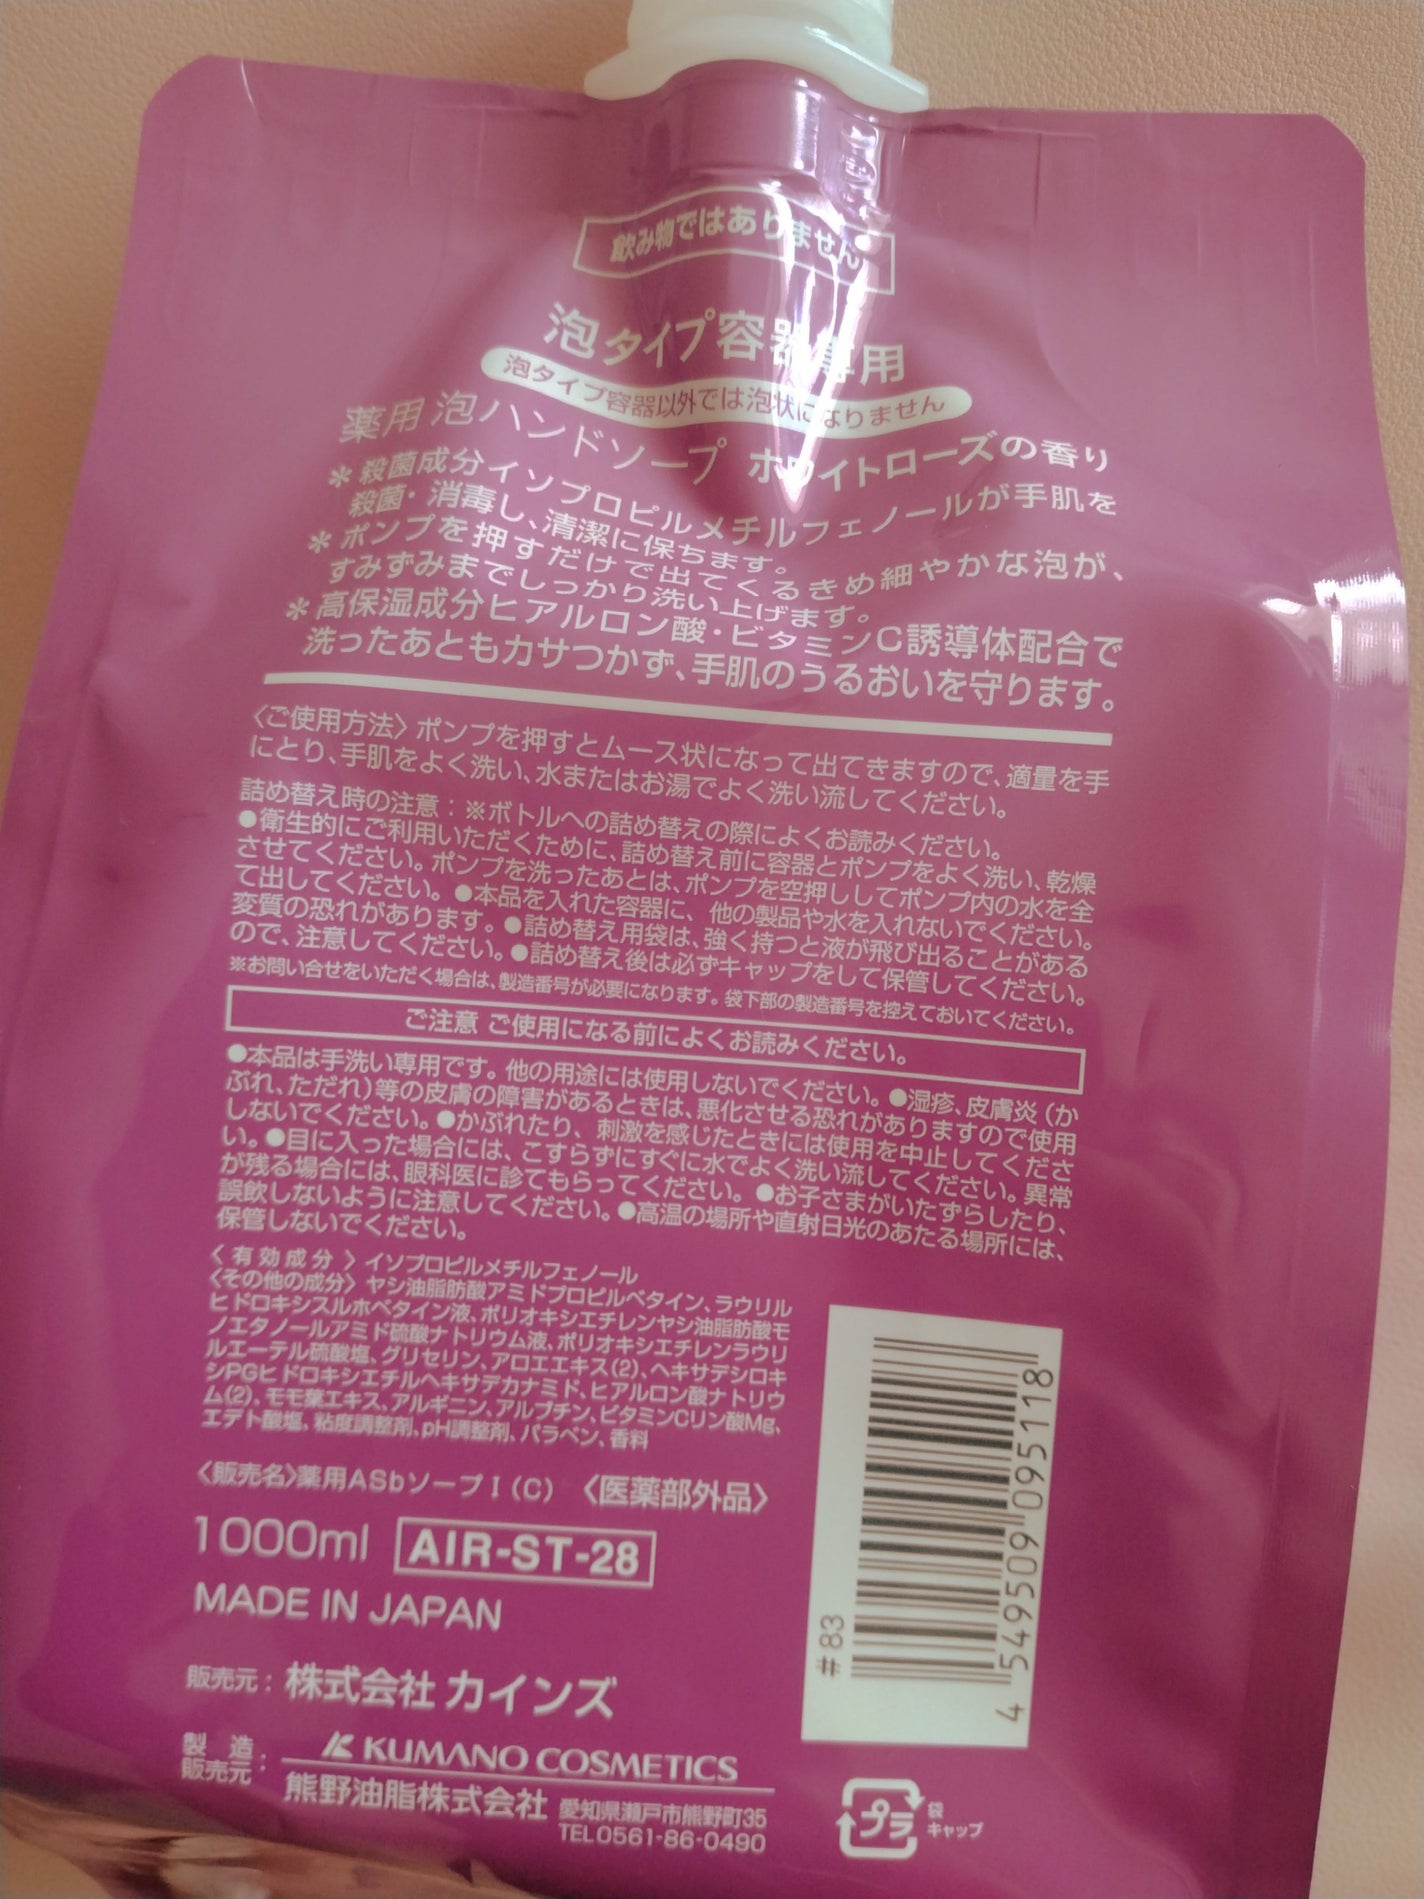 飲み物ではありません
泡タイプ容器専用
泡タイプ容器以外では泡状になりません
薬用 泡ハンドソープ ホワイトローズの香り
＊殺菌成分イソプロピルメチルフェノールが手肌を
殺菌・消毒し、清潔に保ちます。
＊ポンプを押すだけで出てくるきめ細やかな泡が、
すみずみまでしっかり洗い上げます。
＊高保湿成分ヒアルロン酸・ビタミンC誘導体配合で
洗ったあともカサつかず、手肌のうるおいを守ります。
〈ご使用方法〉ポンプを押すとムース状になって出てきますので、適量を手
にとり、手肌をよく洗い、水またはお湯でよく洗い流してください。
詰め替え時の注意：※ボトルへの詰め替えの際によくお読みください。
●衛生的にご利用いただくために、詰め替え前に容器とポンプをよく洗い、乾燥
させてください。ポンプを洗ったあとは、ポンプを空押ししてポンプ内の水を全
て出してください。●本品を入れた容器に、他の製品や水を入れないでください。
変質の恐れがあります。●詰め替え用袋は、強く持つと液が飛び出ることがある
ので、注意してください。●詰め替え後は必ずキャップをして保管してください。
※お問い合せをいただく場合は、製造番号が必要になります。袋下部の製造番号を控えておいてください。
ご注意 ご使用になる前によくお読みください。
●本品は手洗い専用です。他の用途には使用しないでください。●湿疹、皮膚炎（か
ぶれ、ただれ）等の皮膚の障害があるときは、悪化させる恐れがありますので使用
しないでください。●かぶれたり、刺激を感じたときには使用を中止してくださ
い。●目に入った場合には、こすらずにすぐに水でよく洗い流してください。異常
が残る場合には、眼科医に診てもらってください。●お子さまがいたずらしたり、
誤飲しないように注意してください。●高温の場所や直射日光のあたる場所には、
保管しないでください。
〈有効成分〉イソプロピルメチルフェノール
〈その他の成分〉ヤシ油脂肪酸アミドプロピルベタイン、ラウリル
ヒドロキシスルホベタイン液、ポリオキシエチレンヤシ油脂肪酸モ
ノエタノールアミド硫酸ナトリウム液、ポリオキシエチレンラウリ
ルエーテル硫酸塩、グリセリン、アロエエキス(2)、ヘキサデシロキ
シPGヒドロキシエチルヘキサデカナミド、ヒアルロン酸ナトリウ
ム(2)、モモ葉エキス、アルギニン、アルブチン、ビタミンCリン酸Mg、
エデト酸塩、粘度調整剤、pH調整剤、パラベン、香料
〈販売名〉薬用ASbソープⅠ(C) 〈医薬部外品〉
1000ml AIR-ST-28
MADE IN JAPAN
販売元：株式会社 カインズ
製造販売元：KUMANO COSMETICS
熊野油脂株式会社 愛知県瀬戸市熊野町35
TEL0561-86-0490
#83
4 549509 095118
プラ
袋
キャップ